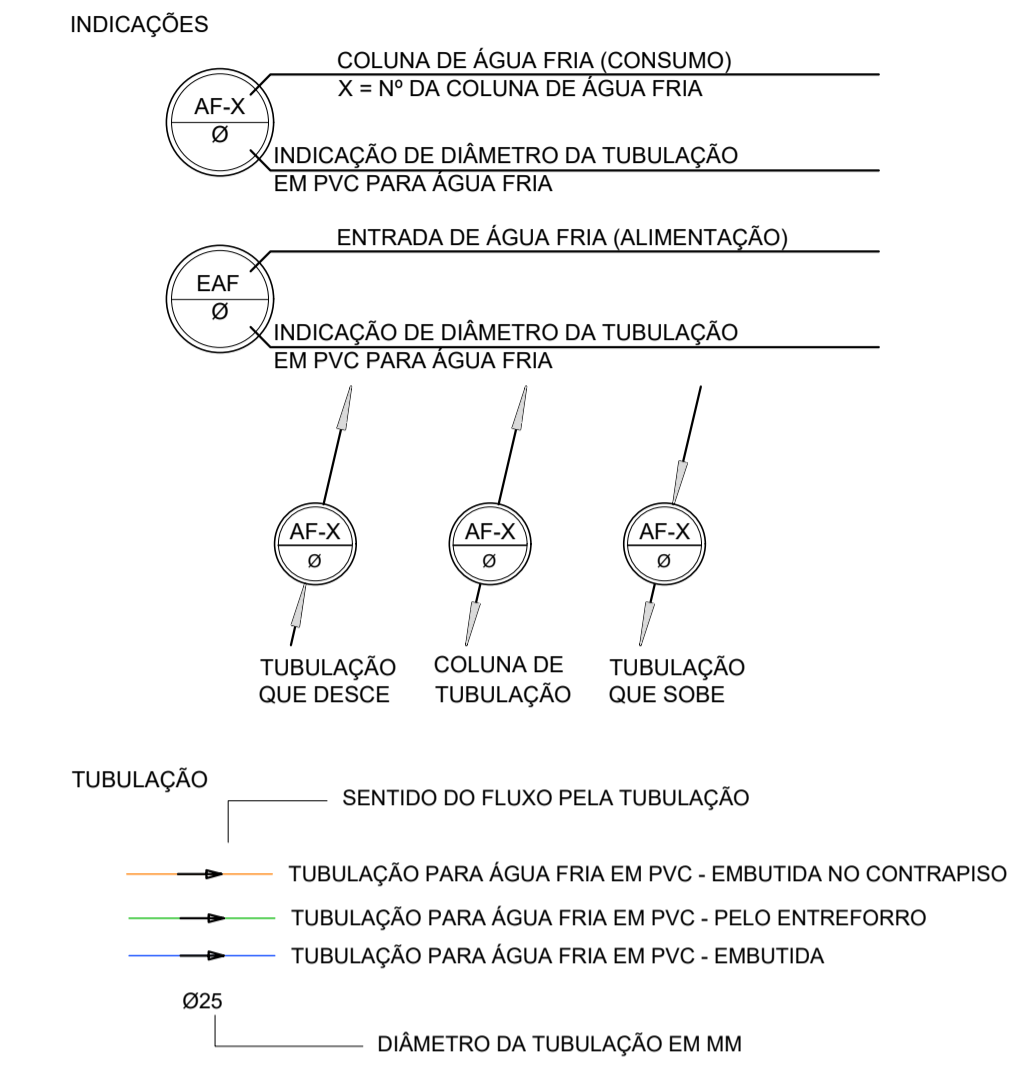 INDICAÇÕES
COLUNA DE ÁGUA FRIA (CONSUMO)
X = Nº DA COLUNA DE ÁGUA FRIA
AF-X
Ø
INDICAÇÃO DE DIÂMETRO DA TUBULAÇÃO
EM PVC PARA ÁGUA FRIA
ENTRADA DE ÁGUA FRIA (ALIMENTAÇÃO)
EAF
Ø
INDICAÇÃO DE DIÂMETRO DA TUBULAÇÃO
EM PVC PARA ÁGUA FRIA
AF-X
Ø
TUBULAÇÃO
QUE DESCE
AF-X
Ø
COLUNA DE
TUBULAÇÃO
AF-X
Ø
TUBULAÇÃO
QUE SOBE
TUBULAÇÃO
SENTIDO DO FLUXO PELA TUBULAÇÃO
TUBULAÇÃO PARA ÁGUA FRIA EM PVC - EMBUTIDA NO CONTRAPISO
TUBULAÇÃO PARA ÁGUA FRIA EM PVC - PELO ENTREFORRO
TUBULAÇÃO PARA ÁGUA FRIA EM PVC - EMBUTIDA
Ø25
DIÂMETRO DA TUBULAÇÃO EM MM